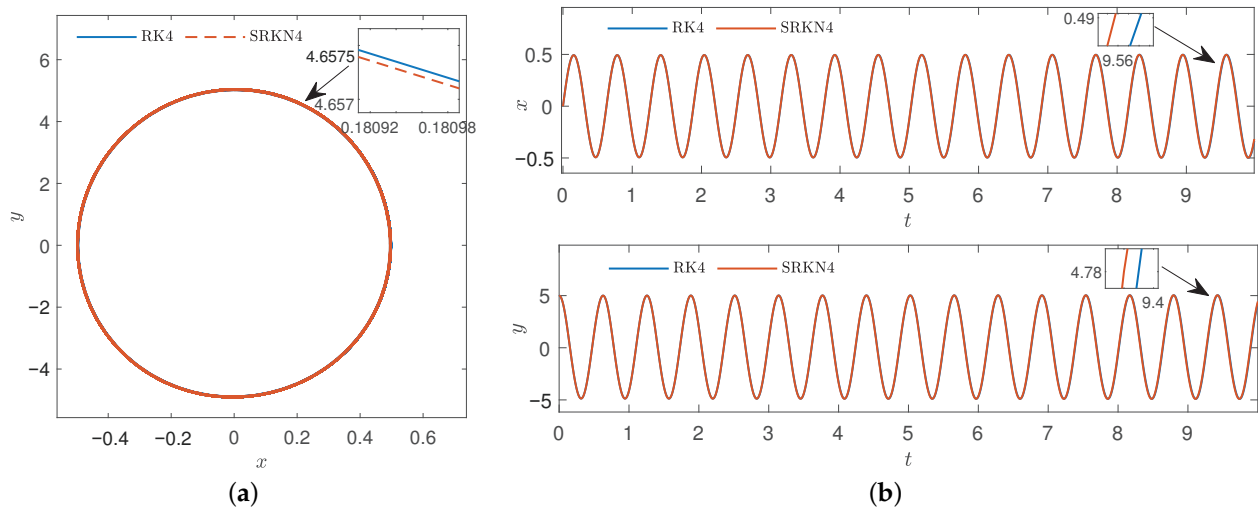 RK4 SRKN4
6
4
2
0
−2
−4
y
−0.4 −0.2 0 0.2 0.4 0.6
x
4.6575
4.657
0.18092 0.18098
(a)
RK4 SRKN4
0.49
9.56
0.5
0
−0.5
x
0 1 2 3 4 5 6 7 8 9
t
RK4 SRKN4
4.78
9.4
5
0
−5
y
0 1 2 3 4 5 6 7 8 9
t
(b)